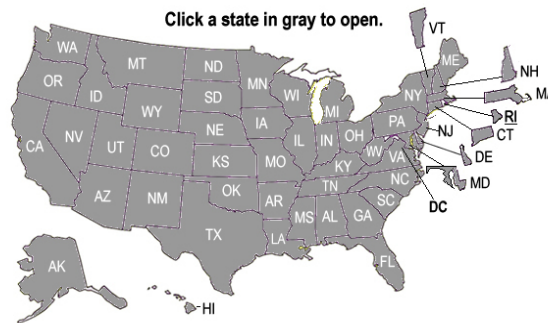 Click a state in gray to open.
VT
WA
ME
MT
ND
NH
MN
OR
ID
SD
WI
NY
MA
MI
WY
RI
IA
PA
NE
NJ
CT
NV
IL
IN
OH
UT
CO
DE
CA
WV
VA
KS
MO
KY
MD
NC
TN
OK
AZ
NM
AR
SC
DC
MS
AL
GA
TX
LA
FL
AK
HI